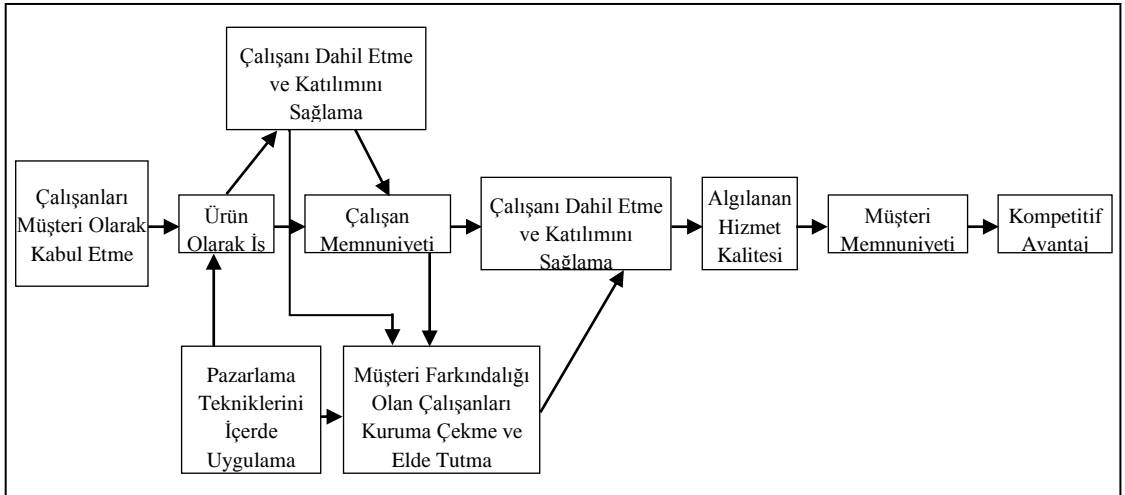 Çalışanı Dahil Etme
ve Katılımını
Sağlama
Çalışanları
Müşteri Olarak
Kabul Etme
Ürün
Olarak İş
Çalışan
Memnuniyeti
Çalışanı Dahil Etme
ve Katılımını
Sağlama
Algılanan
Hizmet
Kalitesi
Müşteri
Memnuniyeti
Kompetitif
Avantaj
Pazarlama
Tekniklerini
İçerde
Uygulama
Müşteri Farkındalığı
Olan Çalışanları
Kuruma Çekme ve
Elde Tutma